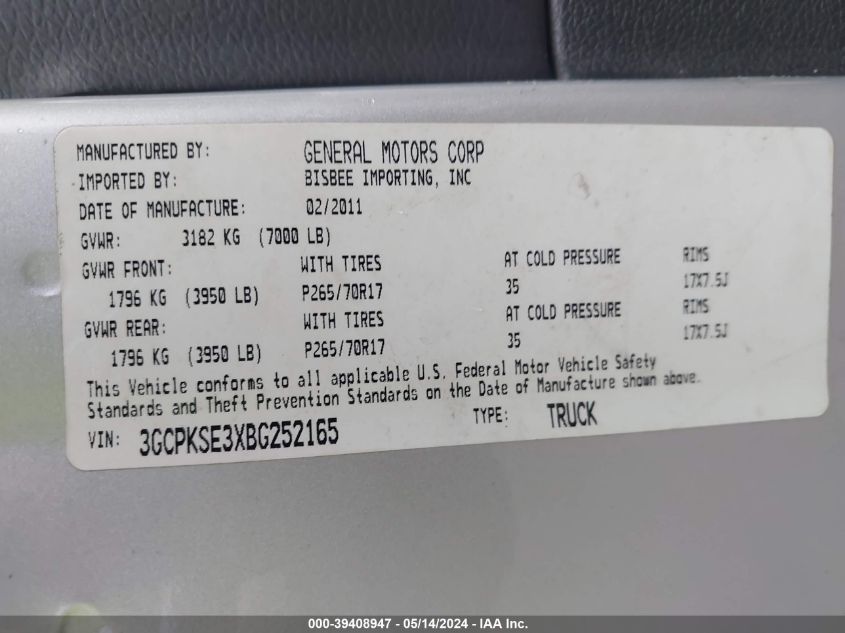 MANUFACTURED BY: GENERAL MOTORS CORP
IMPORTED BY: BISBEE IMPORTING, INC
DATE OF MANUFACTURE: 02/2011
GVWR: 3182 KG (7000 LB)
GVWR FRONT: WITH TIRES AT COLD PRESSURE RIMS
1796 KG (3950 LB) P265/70R17 35 17X7.5J
GVWR REAR: WITH TIRES AT COLD PRESSURE RIMS
1796 KG (3950 LB) P265/70R17 35 17X7.5J
This Vehicle conforms to all applicable U.S. Federal Motor Vehicle Safety
Standards and Theft Prevention Standards on the Date of Manufacture shown above.
VIN: 3GCPKSE3XBG252165 TYPE: TRUCK
000-39408947 - 05/14/2024 - IAA Inc.